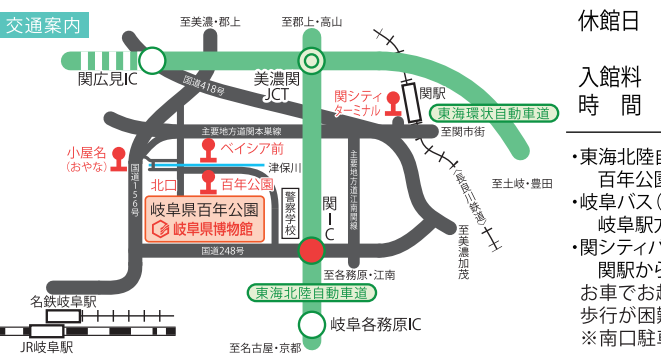 交通案内
至美濃・郡上
至郡上・高山
関広見IC
美濃関
JCT
国道418号
関シティ
ターミナル
関駅
東海環状自動車道
主要地方道関本巣線
至関市街
小屋名
(おやな)
ベイシア前
津保川
北口
百年公園
国道156号
警察学校
関IC
主要地方道江南関線
(長良川鉄道)
至土岐・豊田
岐阜県百年公園
岐阜県博物館
国道248号
至美濃加茂
至各務原・江南
東海北陸自動車道
名鉄岐阜駅
岐阜各務原IC
JR岐阜駅
至名古屋・京都
休館日
入館料
時 間
・東海北陸自
百年公園
・岐阜バス(
岐阜駅方
・関シティバ
関駅から
お車でお越
歩行が困難
※南口駐車